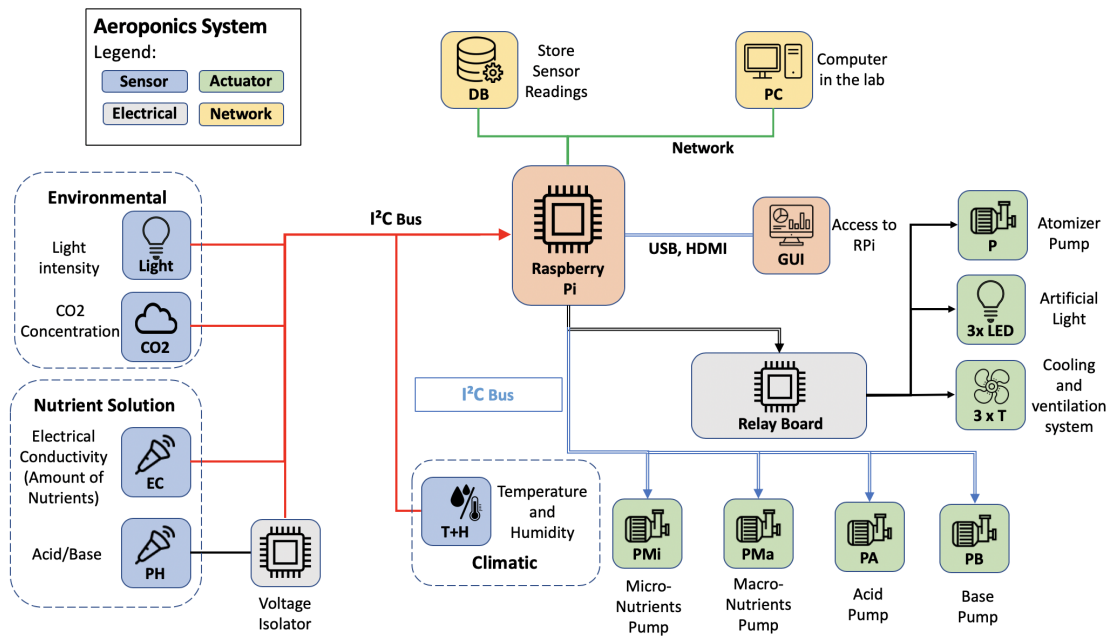 Aeroponics System
Legend:
Sensor
Actuator
Electrical
Network
DB
Store
Sensor
Readings
PC
Computer
in the lab
Network
Environmental
Light
intensity
Light
CO2
Concentration
CO2
I²C Bus
Raspberry
Pi
USB, HDMI
GUI
Access to
RPi
P
Atomizer
Pump
3x LED
Artificial
Light
3 x T
Cooling
and
ventilation
system
Relay Board
I²C Bus
Nutrient Solution
Electrical
Conductivity
(Amount of
Nutrients)
EC
Acid/Base
PH
Voltage
Isolator
T+H
Temperature
and
Humidity
Climatic
PMi
Micro-
Nutrients
Pump
PMa
Macro-
Nutrients
Pump
PA
Acid
Pump
PB
Base
Pump